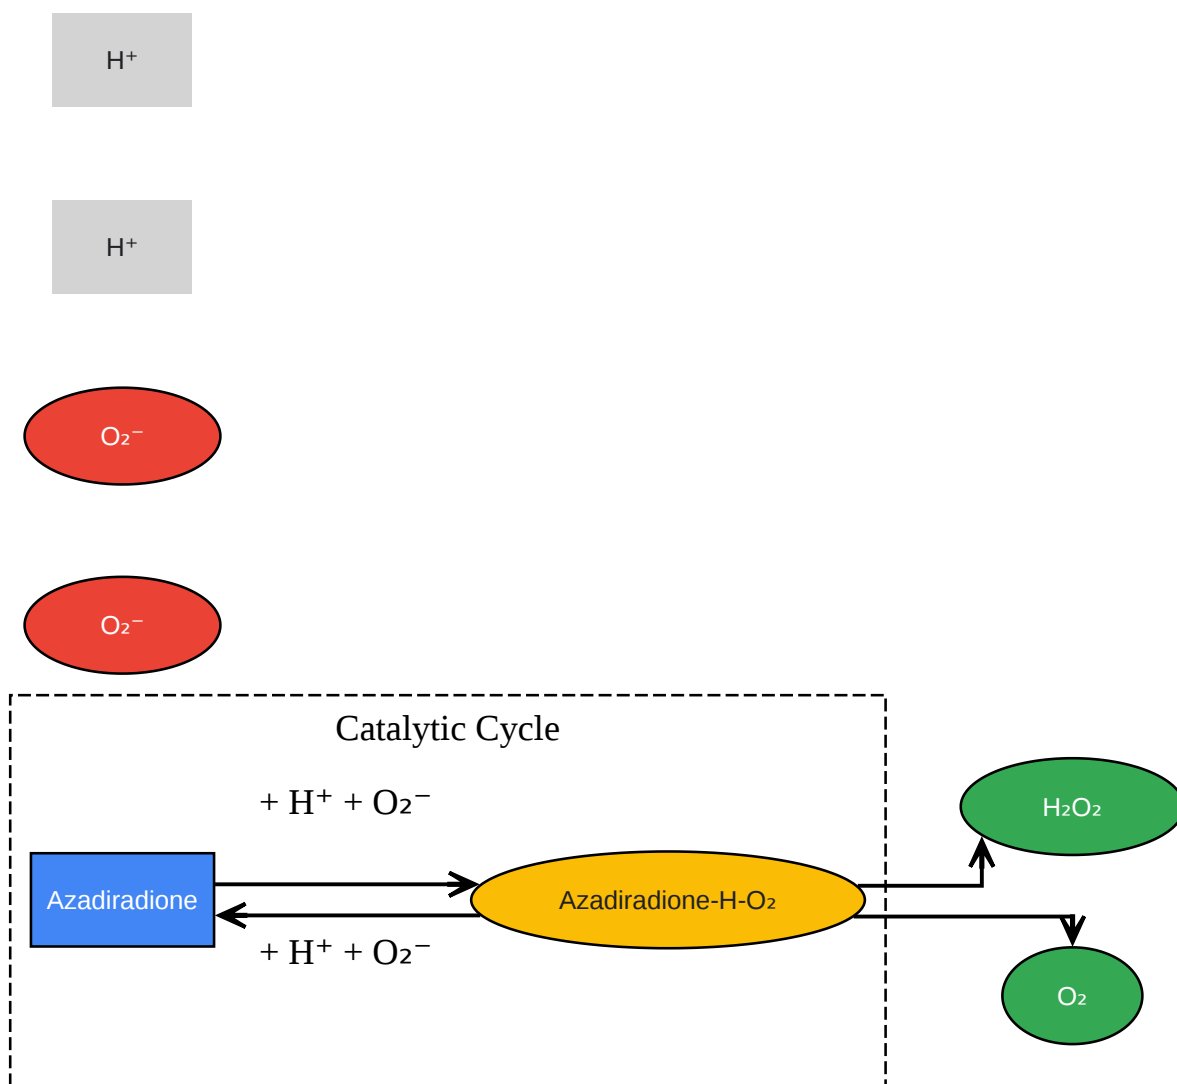 H⁺
H⁺
O₂⁻
O₂⁻
Catalytic Cycle
+ H⁺ + O₂⁻
H₂O₂
Azadiradione
Azadiradione-H-O₂
+ H⁺ + O₂⁻
O₂